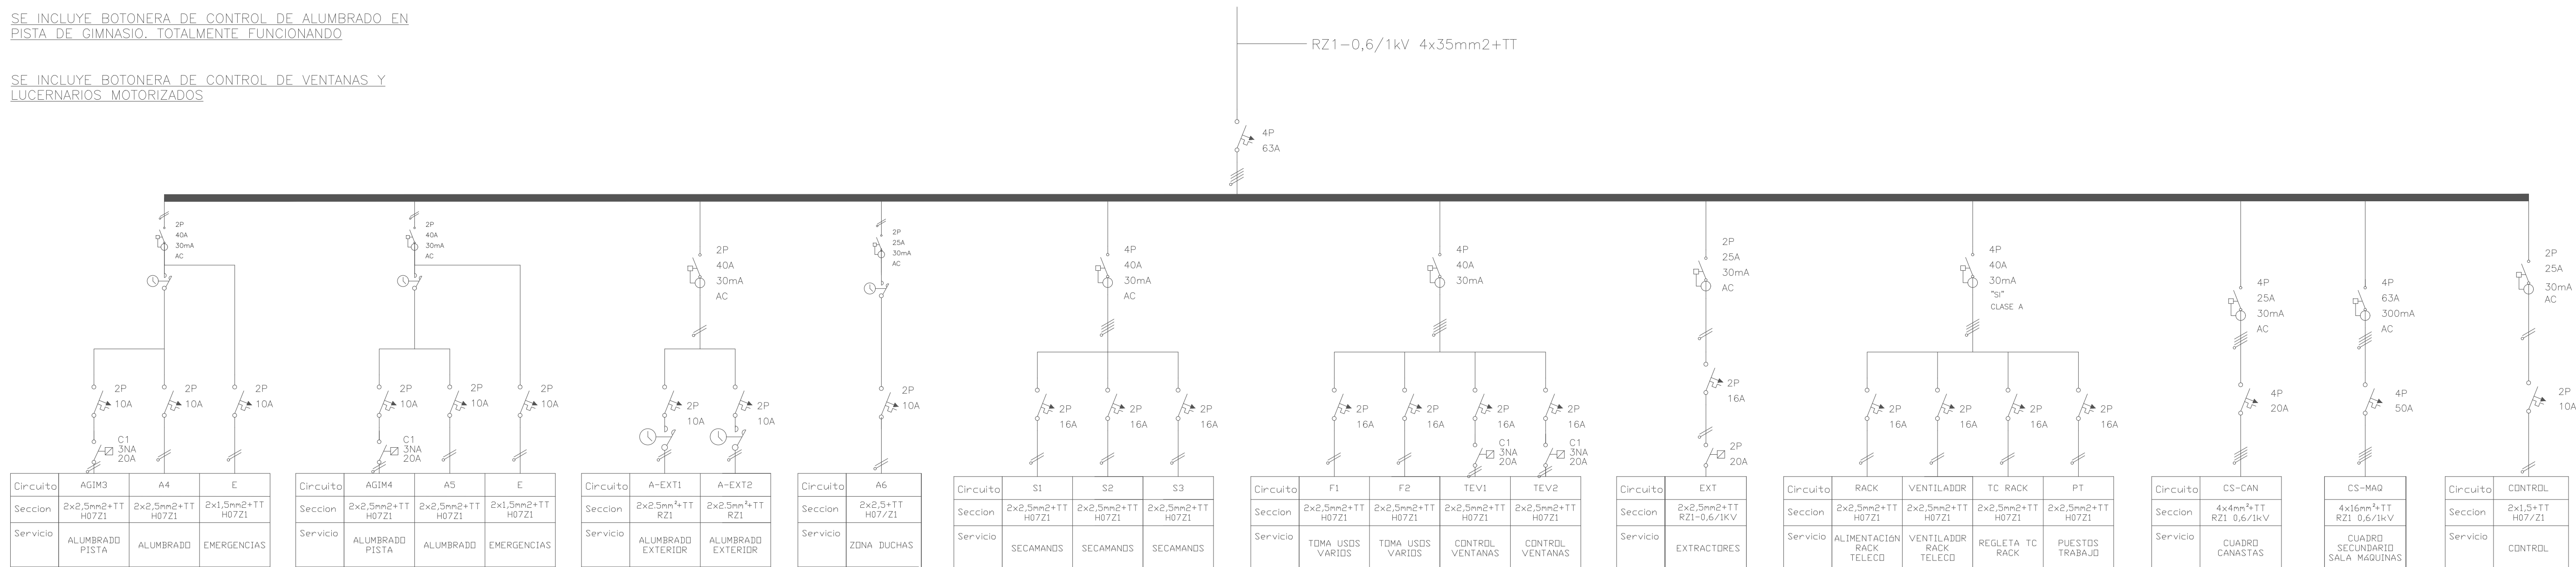 SE INCLUYE BOTONERA DE CONTROL DE ALUMBRADO EN
PISTA DE GIMNASIO. TOTALMENTE FUNCIONANDO
SE INCLUYE BOTONERA DE CONTROL DE VENTANAS Y
LUCERNARIOS MOTORIZADOS
RZ1-0,6/1kV 4x35mm2+TT
4P
63A
2P
40A
30mA
AC
2P
10A
2P
10A
2P
10A
C1
3NA
20A
Circuito AGIM3 A4 E
Seccion 2x2,5mm2+TT 2x2,5mm2+TT 2x1,5mm2+TT
H07Z1 H07Z1 H07Z1
Servicio ALUMBRADO PISTA ALUMBRADO EMERGENCIAS
2P
40A
30mA
AC
2P
10A
2P
10A
2P
10A
C1
3NA
20A
Circuito AGIM4 A5 E
Seccion 2x2,5mm2+TT 2x2,5mm2+TT 2x1,5mm2+TT
H07Z1 H07Z1 H07Z1
Servicio ALUMBRADO PISTA ALUMBRADO EMERGENCIAS
2P
40A
30mA
AC
2P
10A
2P
10A
Circuito A-EXT1 A-EXT2
Seccion 2x2.5mm²+TT 2x2.5mm²+TT
RZ1 RZ1
Servicio ALUMBRADO EXTERIOR ALUMBRADO EXTERIOR
2P
25A
30mA
AC
2P
10A
Circuito A6
Seccion 2x2,5+TT
H07/Z1
Servicio ZONA DUCHAS
4P
40A
30mA
AC
2P
16A
2P
16A
2P
16A
Circuito S1 S2 S3
Seccion 2x2,5mm2+TT 2x2,5mm2+TT 2x2,5mm2+TT
H07Z1 H07Z1 H07Z1
Servicio SECAMANOS SECAMANOS SECAMANOS
4P
40A
30mA
2P
16A
2P
16A
2P
16A
2P
16A
C1
3NA
20A
C1
3NA
20A
Circuito F1 F2 TEV1 TEV2
Seccion 2x2,5mm2+TT 2x2,5mm2+TT 2x2,5mm2+TT 2x2,5mm2+TT
H07Z1 H07Z1 H07Z1 H07Z1
Servicio TOMA USOS VARIOS TOMA USOS VARIOS CONTROL VENTANAS CONTROL VENTANAS
2P
25A
30mA
AC
2P
16A
2P
20A
Circuito EXT
Seccion 2x2,5mm2+TT
RZ1-0,6/1KV
Servicio EXTRACTORES
4P
40A
30mA
"SI"
CLASE A
2P
16A
2P
16A
2P
16A
2P
16A
Circuito RACK VENTILADOR TC RACK PT
Seccion 2x2,5mm2+TT 2x2,5mm2+TT 2x2,5mm2+TT 2x2,5mm2+TT
H07Z1 H07Z1 H07Z1 H07Z1
Servicio ALIMENTACIÓN RACK TELECO VENTILADOR RACK TELECO REGLETA TC RACK PUESTOS TRABAJO
4P
25A
30mA
AC
4P
20A
Circuito CS-CAN
Seccion 4x4mm²+TT
RZ1 0,6/1kV
Servicio CUADRO CANASTAS
4P
63A
300mA
AC
4P
50A
CS-MAQ
4x16mm²+TT
RZ1 0,6/1kV
CUADRO
SECUNDARIO
SALA MÁQUINAS
2P
25A
30mA
AC
2P
10A
Circuito CONTROL
Seccion 2x1,5+TT
H07/Z1
Servicio CONTROL